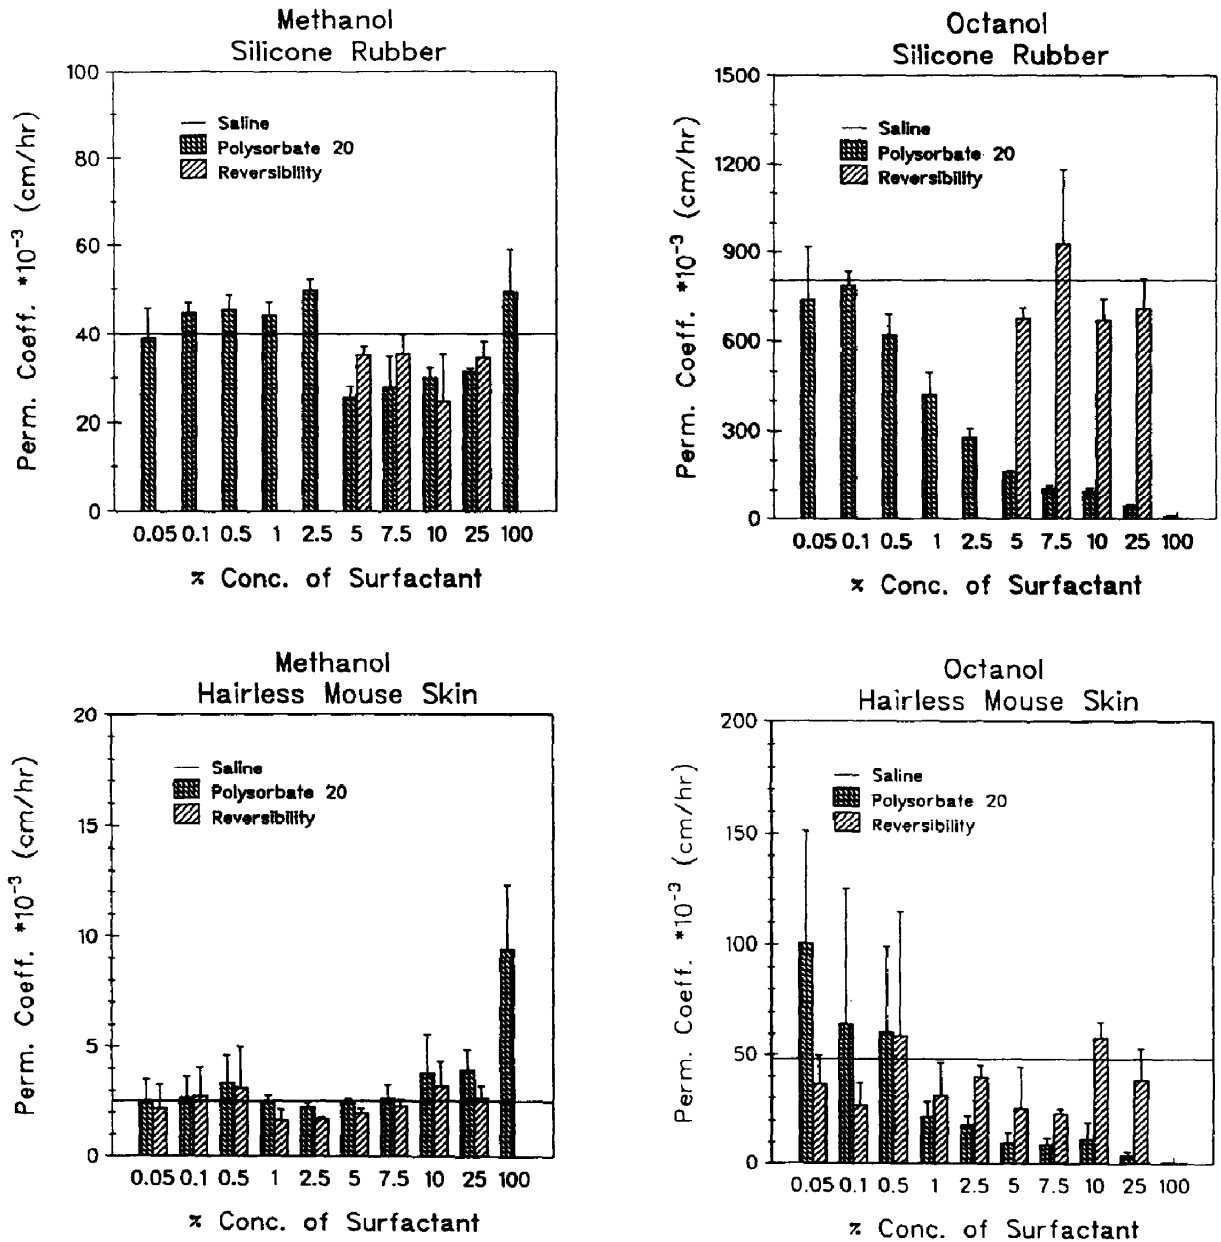 Methanol
Silicone Rubber
100
80
60
40
20
0
Perm. Coeff. *10⁻³ (cm/hr)
Saline
Polysorbate 20
Reversibility
0.05 0.1 0.5 1 2.5 5 7.5 10 25 100
% Conc. of Surfactant
Octanol
Silicone Rubber
1500
1200
900
600
300
0
Perm. Coeff. *10⁻³ (cm/hr)
Saline
Polysorbate 20
Reversibility
0.05 0.1 0.5 1 2.5 5 7.5 10 25 100
% Conc. of Surfactant
Methanol
Hairless Mouse Skin
20
15
10
5
0
Perm. Coeff. *10⁻³ (cm/hr)
Saline
Polysorbate 20
Reversibility
0.05 0.1 0.5 1 2.5 5 7.5 10 25 100
% Conc. of Surfactant
Octanol
Hairless Mouse Skin
200
150
100
50
0
Perm. Coeff. *10⁻³ (cm/hr)
Saline
Polysorbate 20
Reversibility
0.05 0.1 0.5 1 2.5 5 7.5 10 25 100
% Conc. of Surfactant